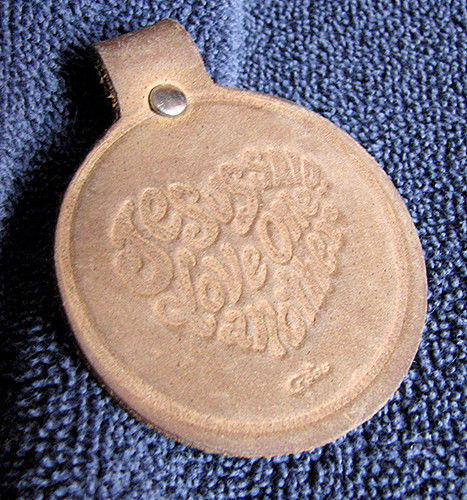 Jesus said
Love one
another.